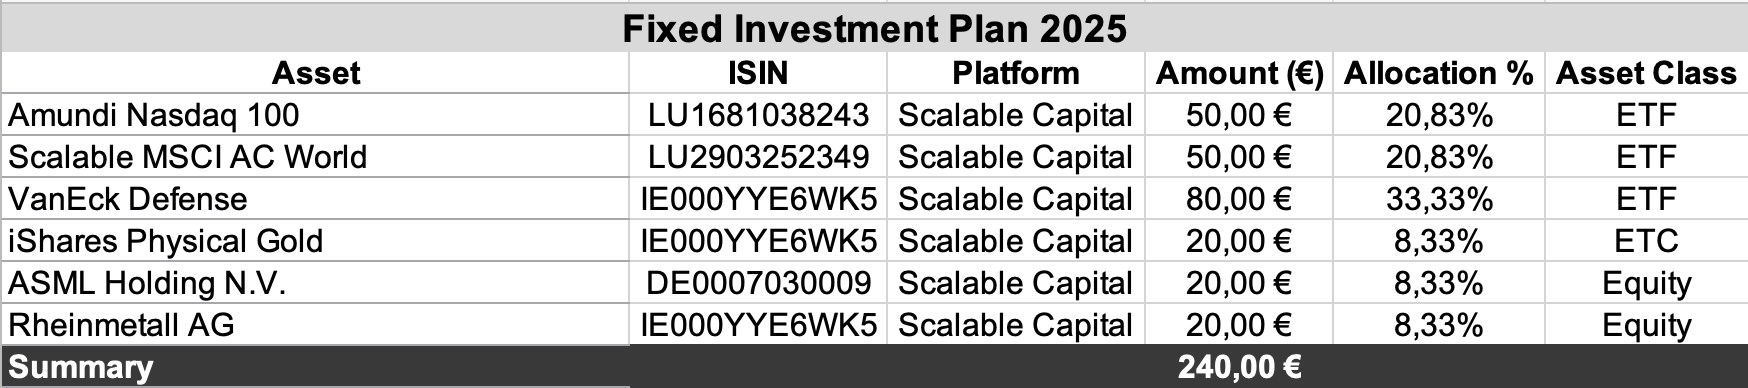 Fixed Investment Plan 2025
Asset ISIN Platform Amount (€) Allocation % Asset Class
Amundi Nasdaq 100 LU1681038243 Scalable Capital 50,00 € 20,83% ETF
Scalable MSCI AC World LU2903252349 Scalable Capital 50,00 € 20,83% ETF
VanEck Defense IE000YYE6WK5 Scalable Capital 80,00 € 33,33% ETF
iShares Physical Gold IE000YYE6WK5 Scalable Capital 20,00 € 8,33% ETC
ASML Holding N.V. DE0007030009 Scalable Capital 20,00 € 8,33% Equity
Rheinmetall AG IE000YYE6WK5 Scalable Capital 20,00 € 8,33% Equity
Summary 240,00 €